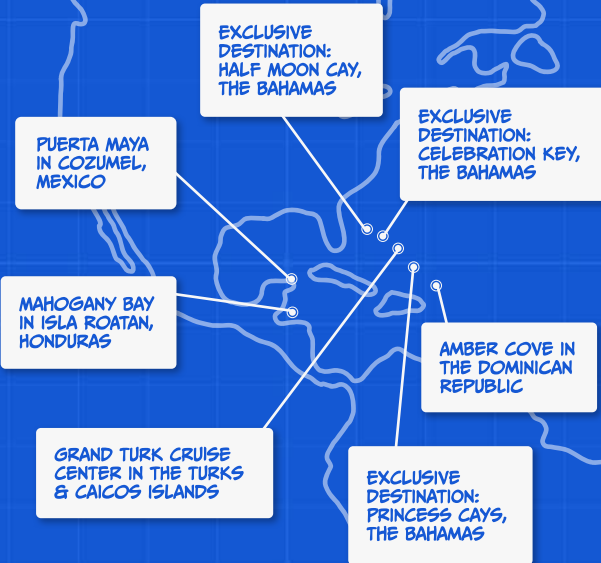 EXCLUSIVE
DESTINATION:
HALF MOON CAY,
THE BAHAMAS
EXCLUSIVE
DESTINATION:
CELEBRATION KEY,
THE BAHAMAS
PUERTA MAYA
IN COZUMEL,
MEXICO
MAHOGANY BAY
IN ISLA ROATAN,
HONDURAS
AMBER COVE IN
THE DOMINICAN
REPUBLIC
GRAND TURK CRUISE
CENTER IN THE TURKS
& CAICOS ISLANDS
EXCLUSIVE
DESTINATION:
PRINCESS CAYS,
THE BAHAMAS